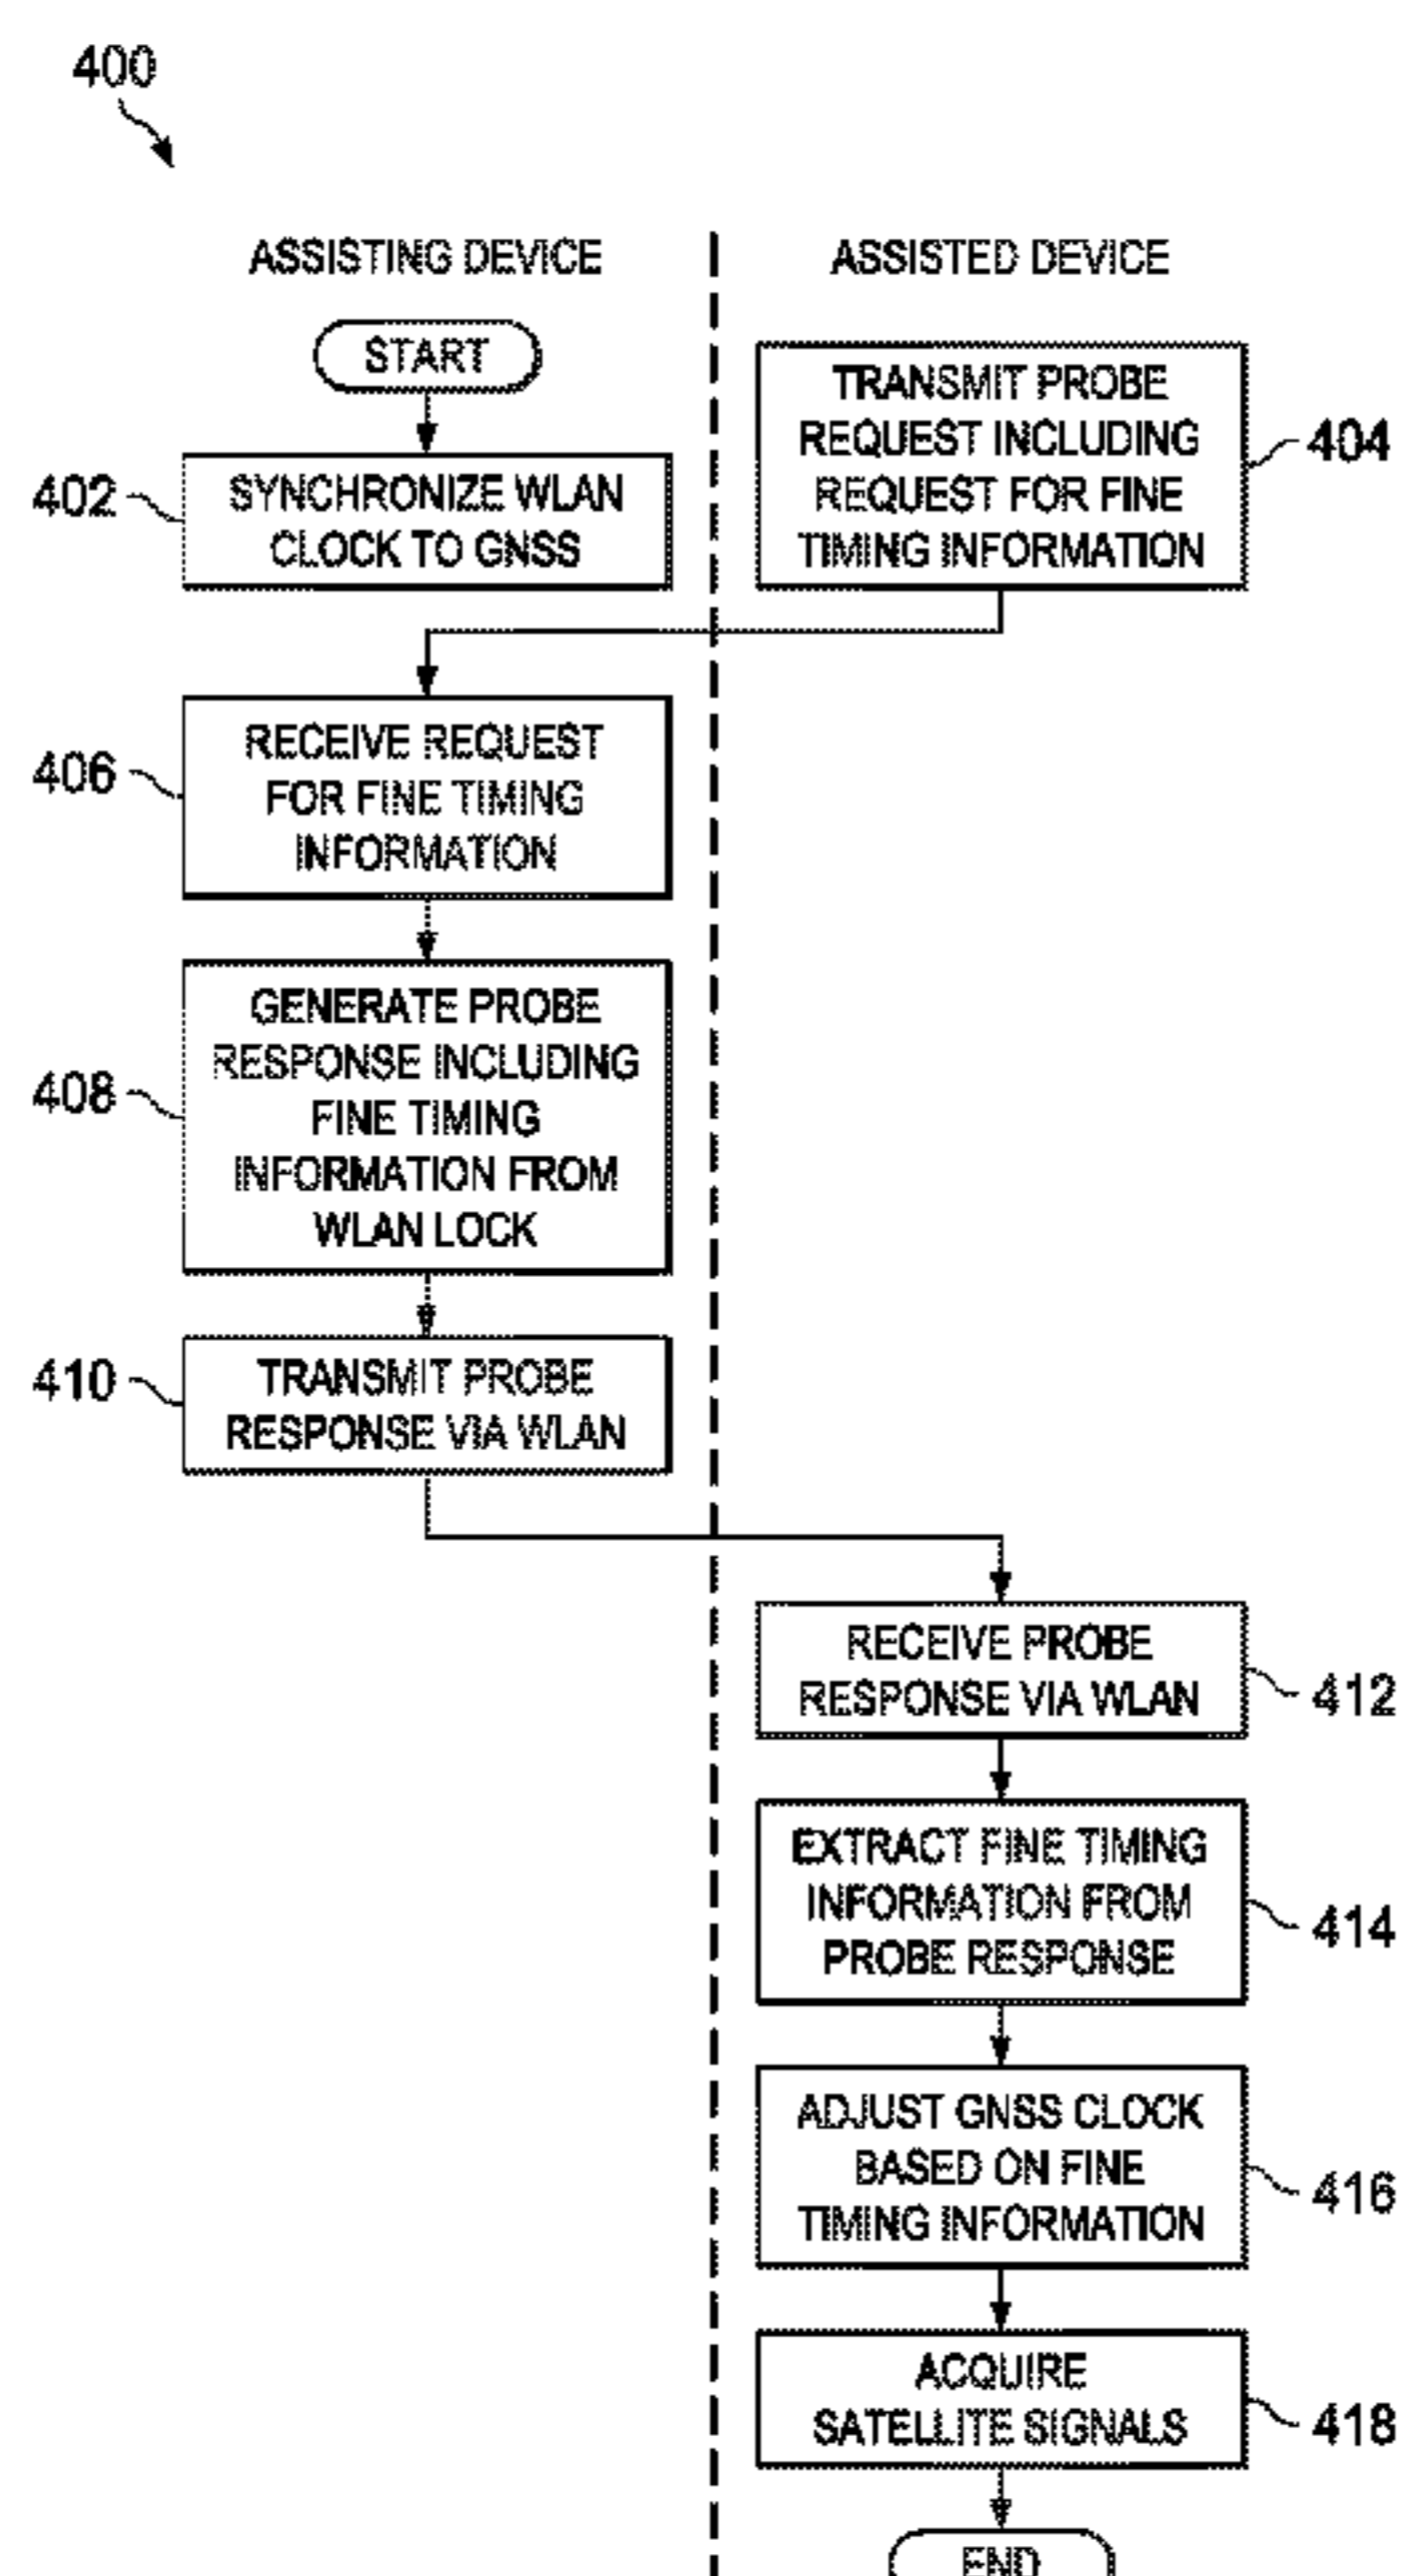 400
ASSISTING DEVICE
ASSISTED DEVICE
START
TRANSMIT PROBE
REQUEST INCLUDING
REQUEST FOR FINE
TIMING INFORMATION
404
402
SYNCHRONIZE WLAN
CLOCK TO GNSS
406
RECEIVE REQUEST
FOR FINE TIMING
INFORMATION
408
GENERATE PROBE
RESPONSE INCLUDING
FINE TIMING
INFORMATION FROM
WLAN LOCK
410
TRANSMIT PROBE
RESPONSE VIA WLAN
RECEIVE PROBE
RESPONSE VIA WLAN
412
EXTRACT FINE TIMING
INFORMATION FROM
PROBE RESPONSE
414
ADJUST GNSS CLOCK
BASED ON FINE
TIMING INFORMATION
416
ACQUIRE
SATELLITE SIGNALS
418
END